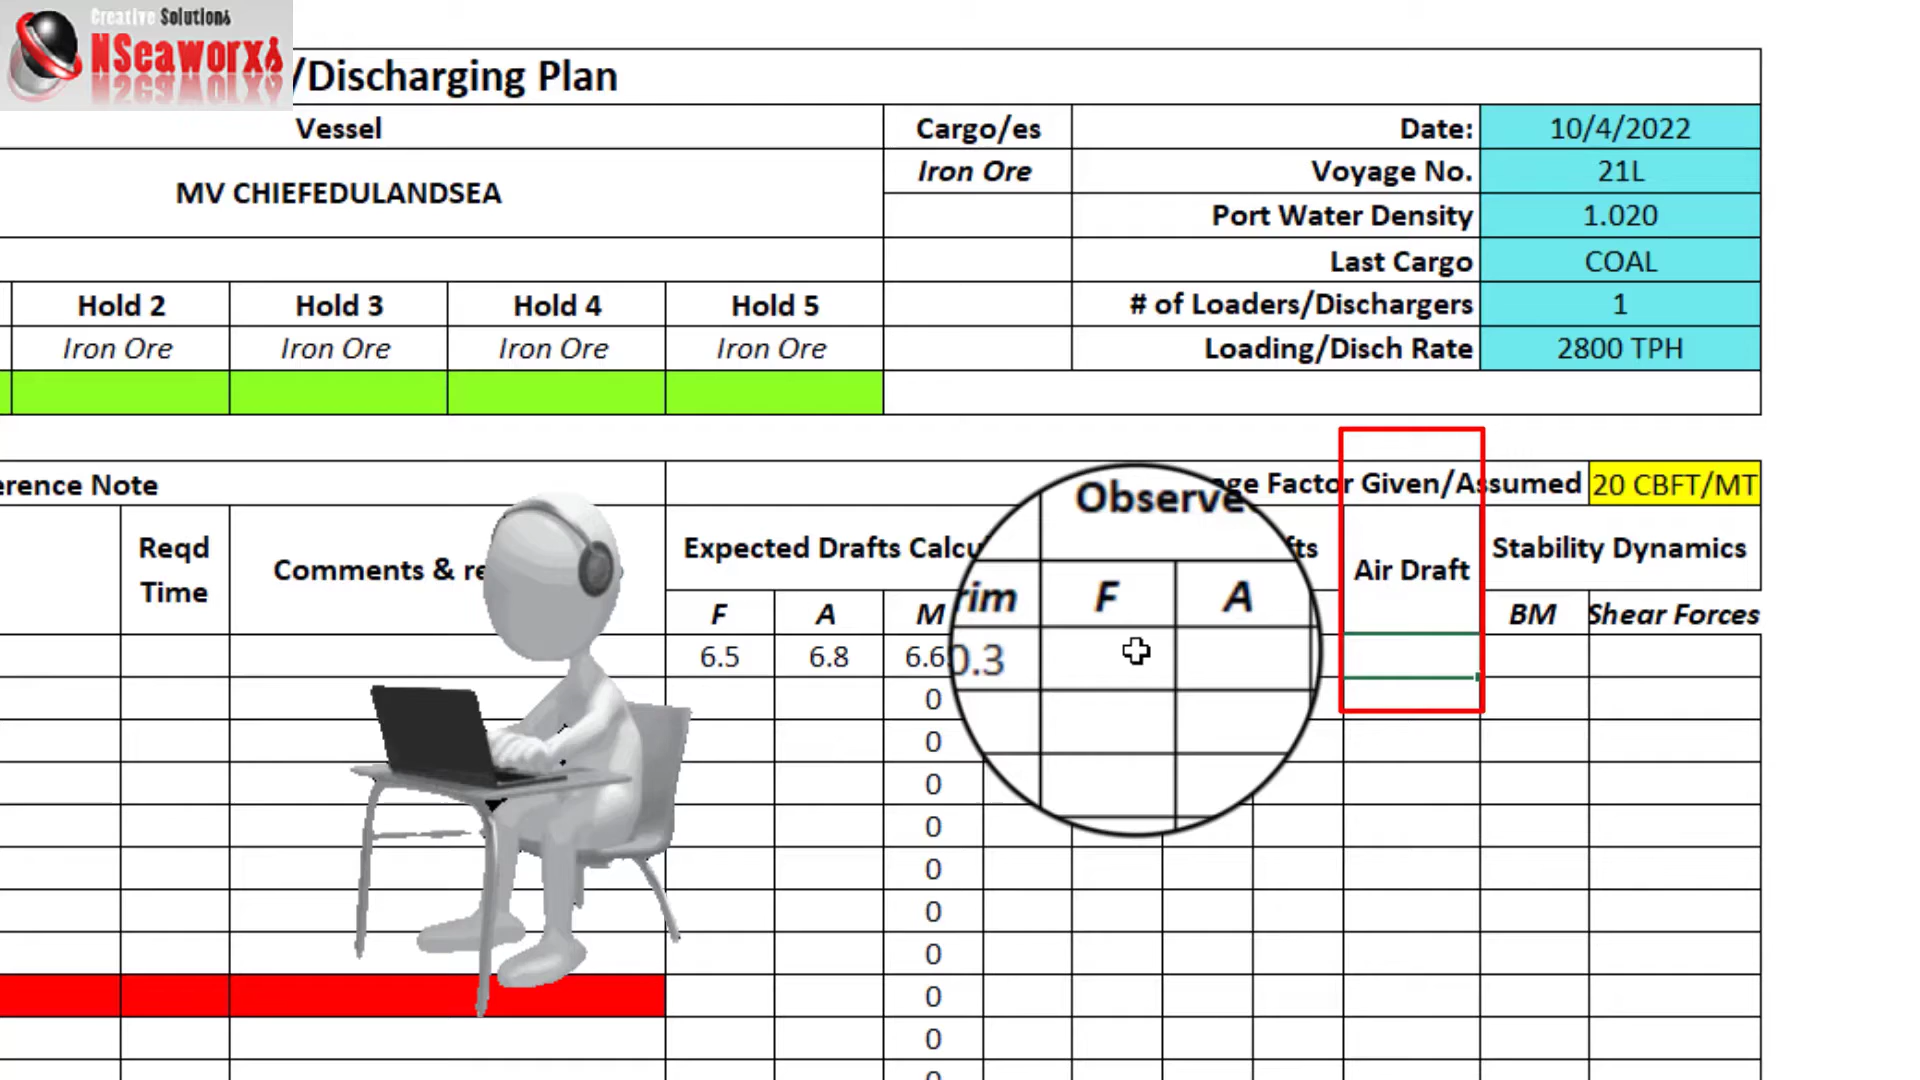 Creative Solutions
NSeaworx
/Discharging Plan
Vessel
Cargo/es
Date:
10/4/2022
MV CHIEFEDULANDSEA
Iron Ore
Voyage No.
21L
Port Water Density
1.020
Last Cargo
COAL
Hold 2
Hold 3
Hold 4
Hold 5
# of Loaders/Dischargers
1
Iron Ore
Iron Ore
Iron Ore
Iron Ore
Loading/Disch Rate
2800 TPH
erence Note
ge Factor Given/Assumed
20 CBFT/MT
Reqd
Time
Comments & re
Expected Drafts Calcu
Observe
fts
Air Draft
Stability Dynamics
F
A
M
rim
F
A
BM
Shear Forces
6.5
6.8
6.6
0.3
0
0
0
0
0
0
0
0
0
0